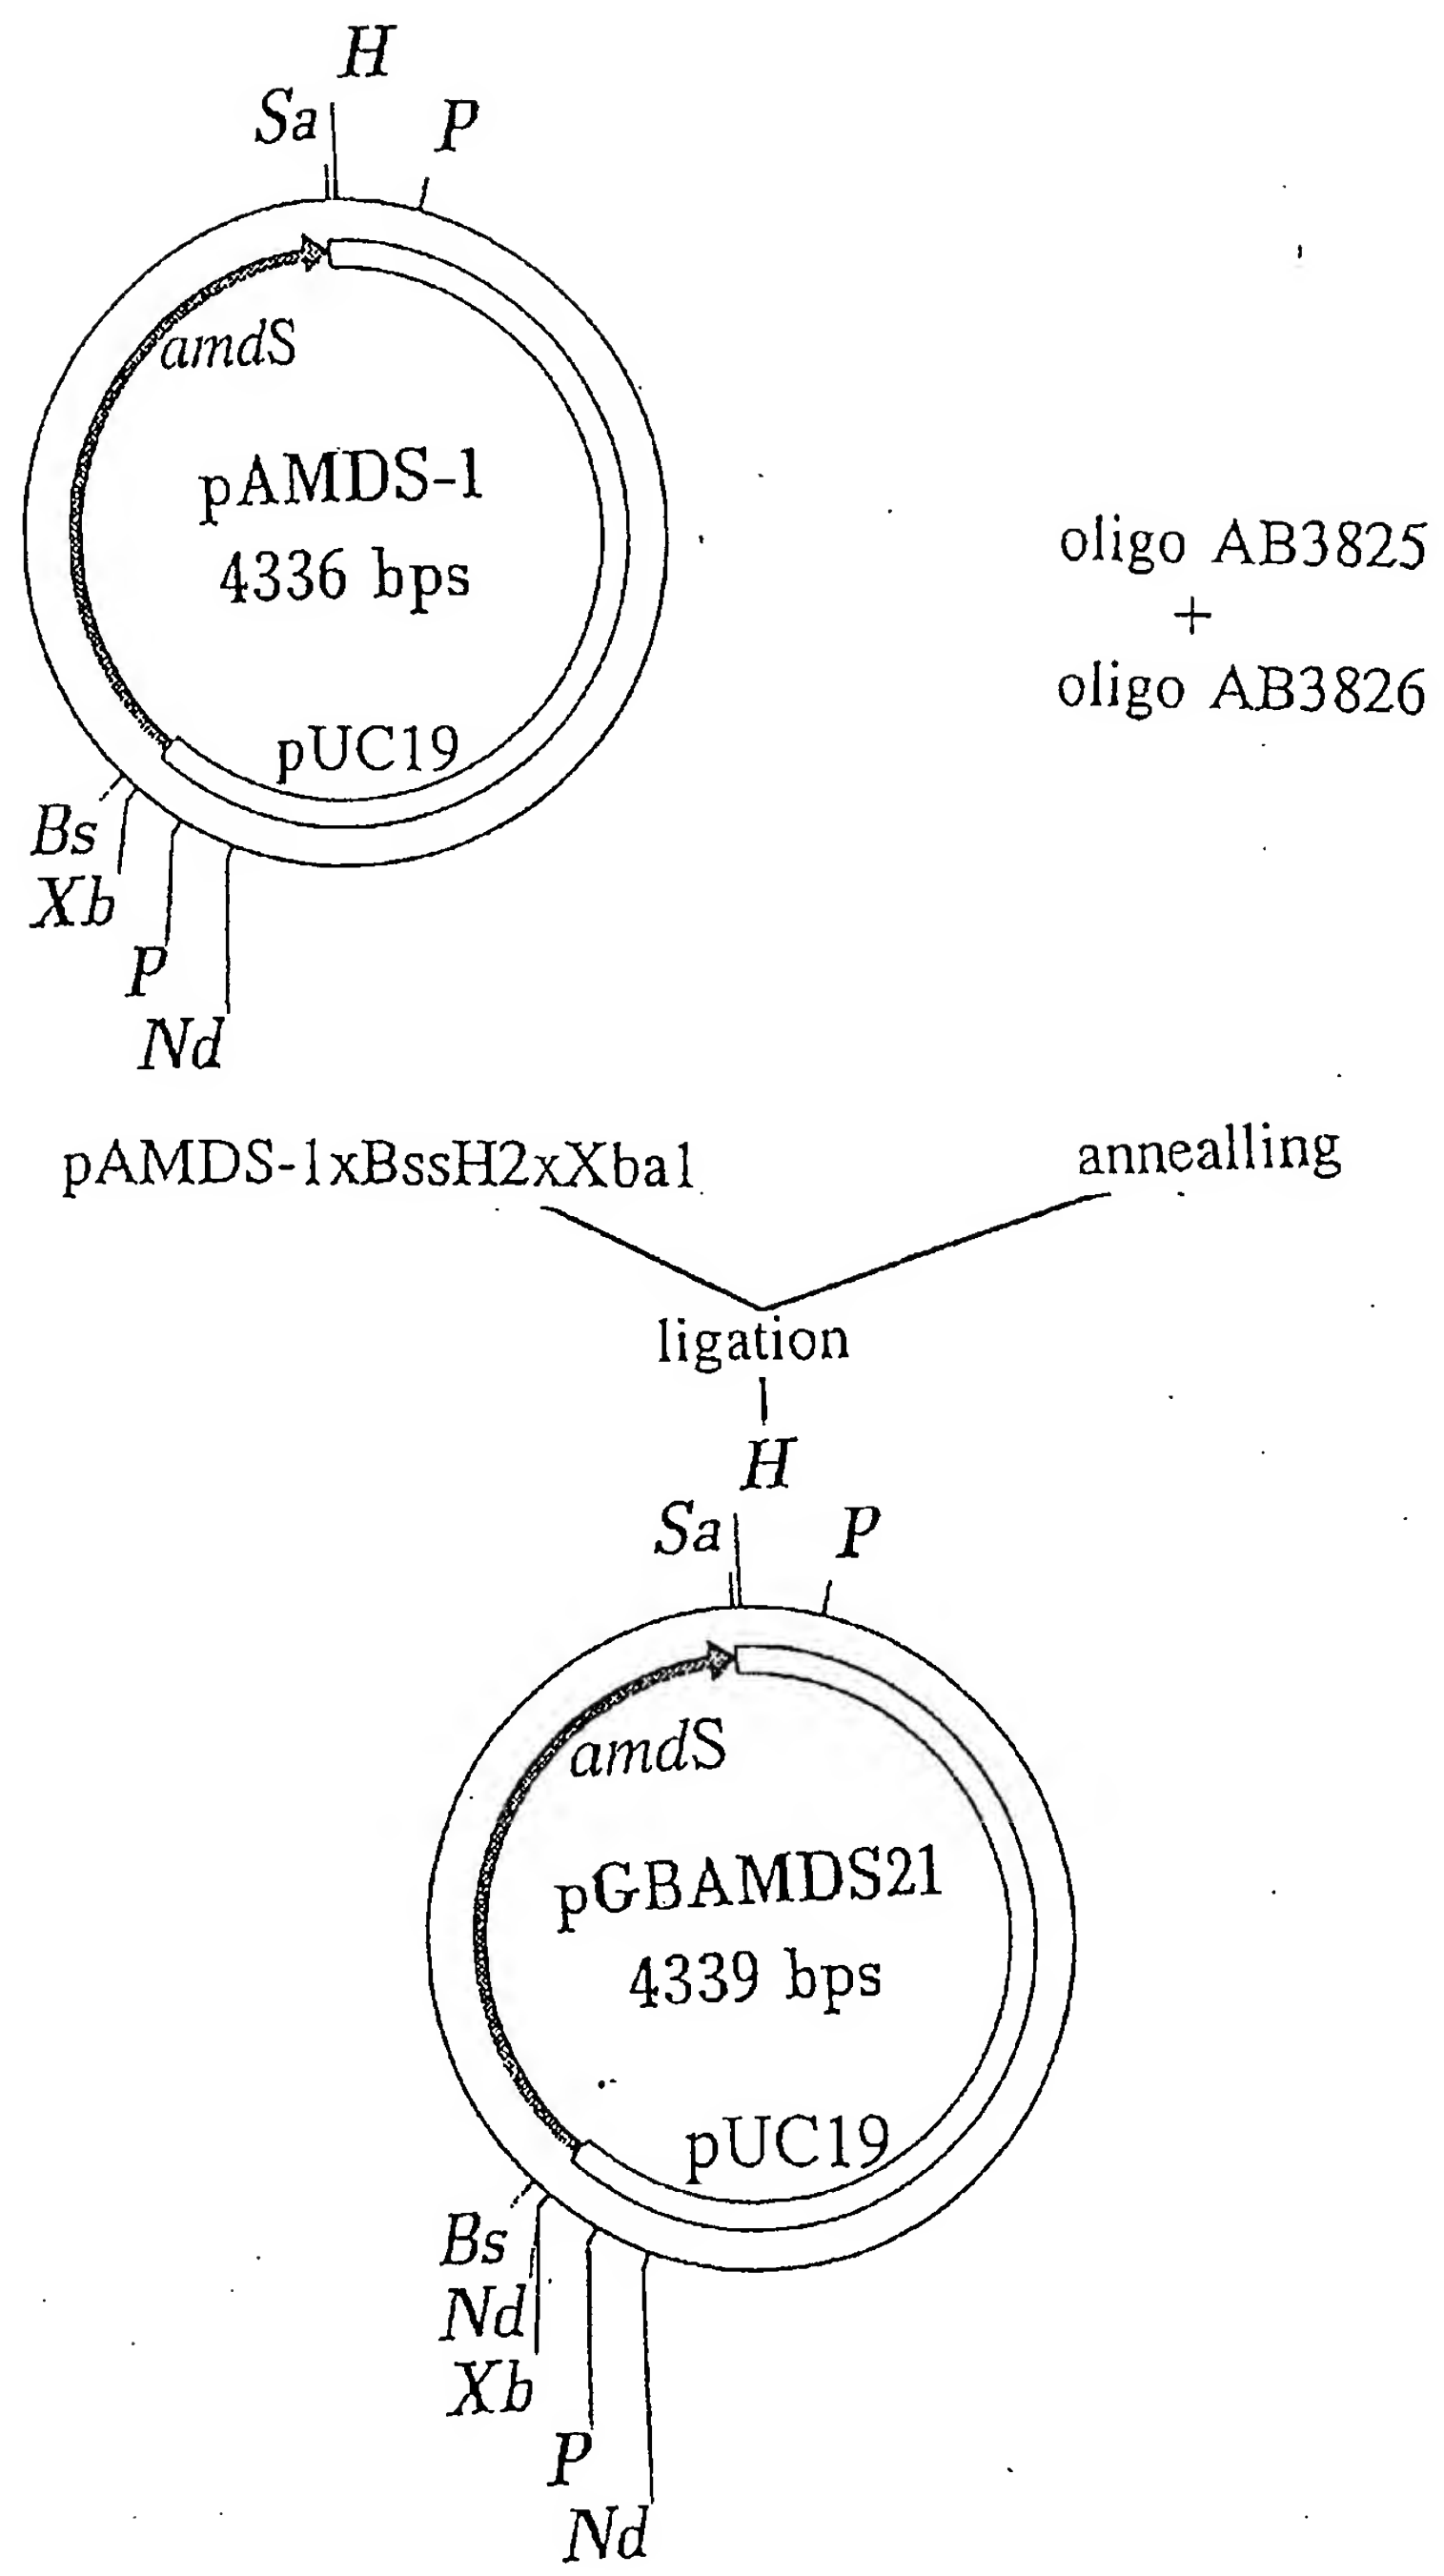 H
Sa
P
amdS
pAMDS-1
4336 bps
pUC19
Bs
Xb
P
Nd
oligo AB3825
+
oligo AB3826
pAMDS-1xBssH2xXba1
annealling
ligation
H
Sa
P
amdS
pGBAMDS21
4339 bps
pUC19
Bs
Nd
Xb
P
Nd